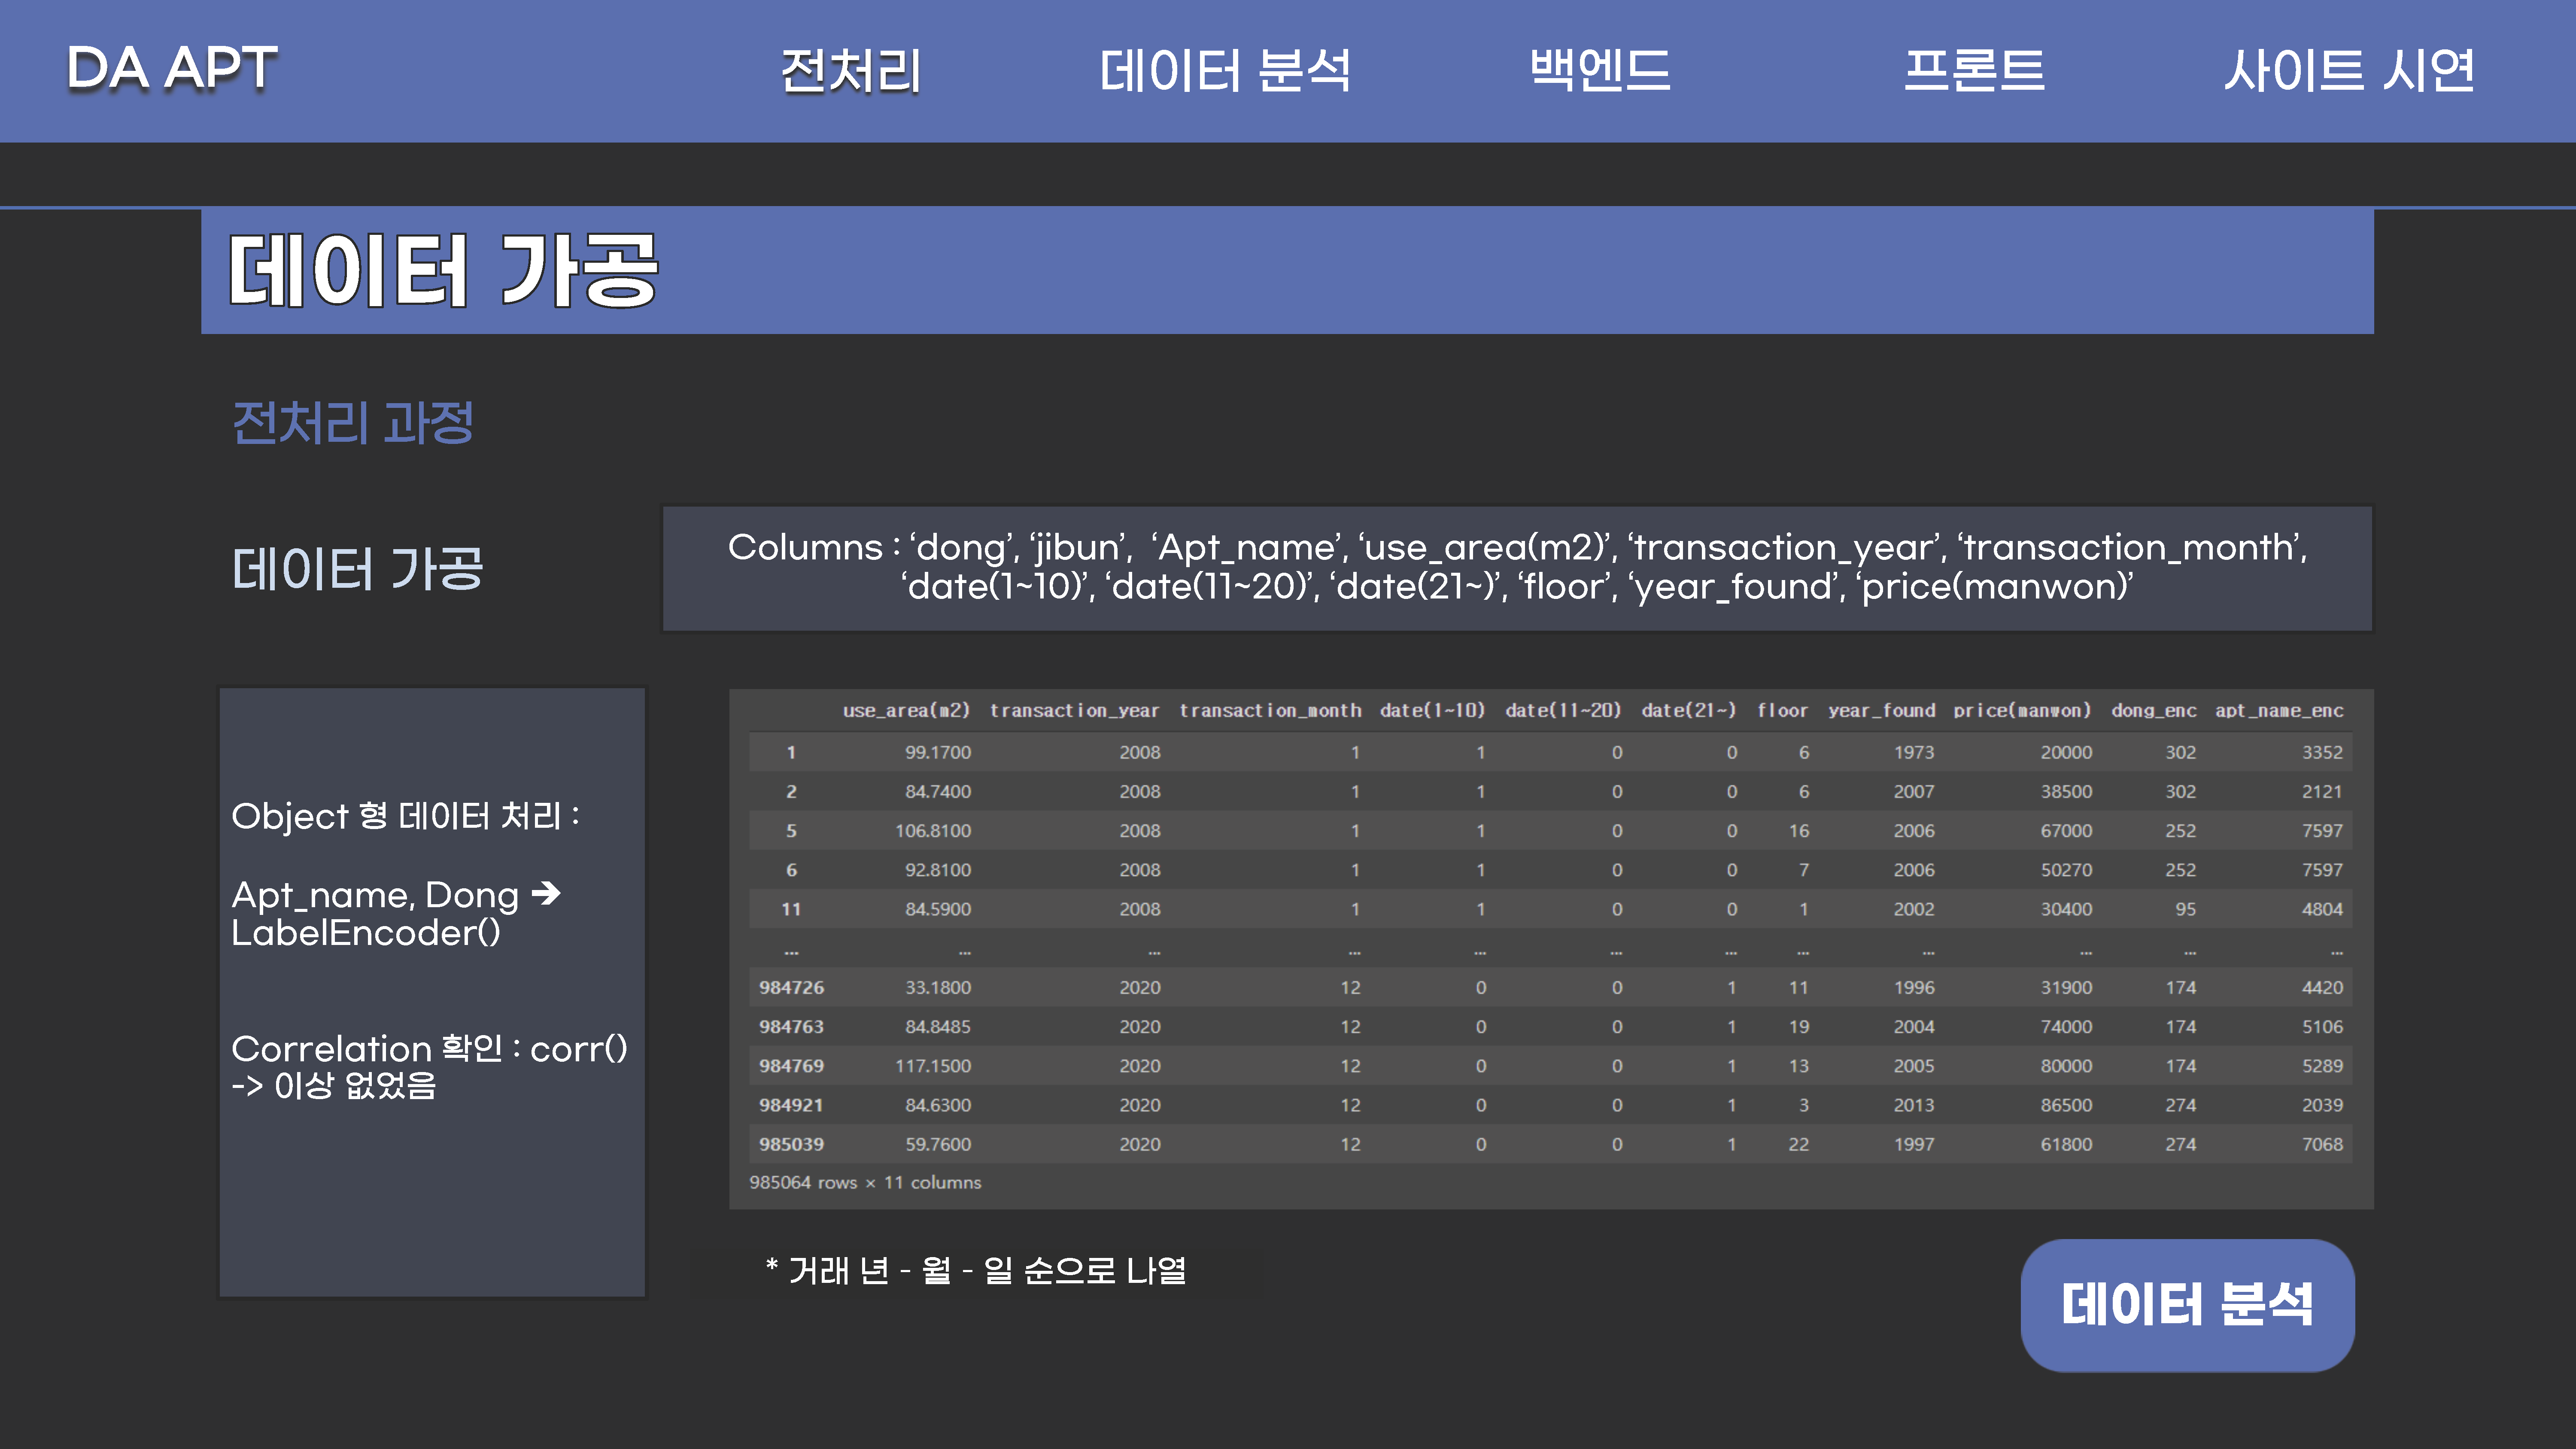 DA APT 전처리 데이터 분석 백엔드 프론트 사이트 시연
데이터 가공
전처리 과정
데이터 가공
Columns : ‘dong’, ‘jibun’, ‘Apt_name’, ‘use_area(m2)’, ‘transaction_year’, ‘transaction_month’,
‘date(1~10)’, ‘date(11~20)’, ‘date(21~)’, ‘floor’, ‘year_found’, ‘price(manwon)’
Object 형 데이터 처리 :
Apt_name, Dong ➔
LabelEncoder()
Correlation 확인 : corr()
-> 이상 없었음
use_area(m2) transaction_year transaction_month date(1~10) date(11~20) date(21~) floor year_found price(manwon) dong_enc apt_name_enc
1 99.1700 2008 1 1 0 0 6 1973 20000 302 3352
2 84.7400 2008 1 1 0 0 6 2007 38500 302 2121
5 106.8100 2008 1 1 0 0 16 2006 67000 252 7597
6 92.8100 2008 1 1 0 0 7 2006 50270 252 7597
11 84.5900 2008 1 1 0 0 1 2002 30400 95 4804
... ... ... ... ... ... ... ... ... ... ... ...
984726 33.1800 2020 12 0 0 1 11 1996 31900 174 4420
984763 84.8485 2020 12 0 0 1 19 2004 74000 174 5106
984769 117.1500 2020 12 0 0 1 13 2005 80000 174 5289
984921 84.6300 2020 12 0 0 1 3 2013 86500 274 2039
985039 59.7600 2020 12 0 0 1 22 1997 61800 274 7068
985064 rows × 11 columns
* 거래 년 - 월 - 일 순으로 나열
데이터 분석